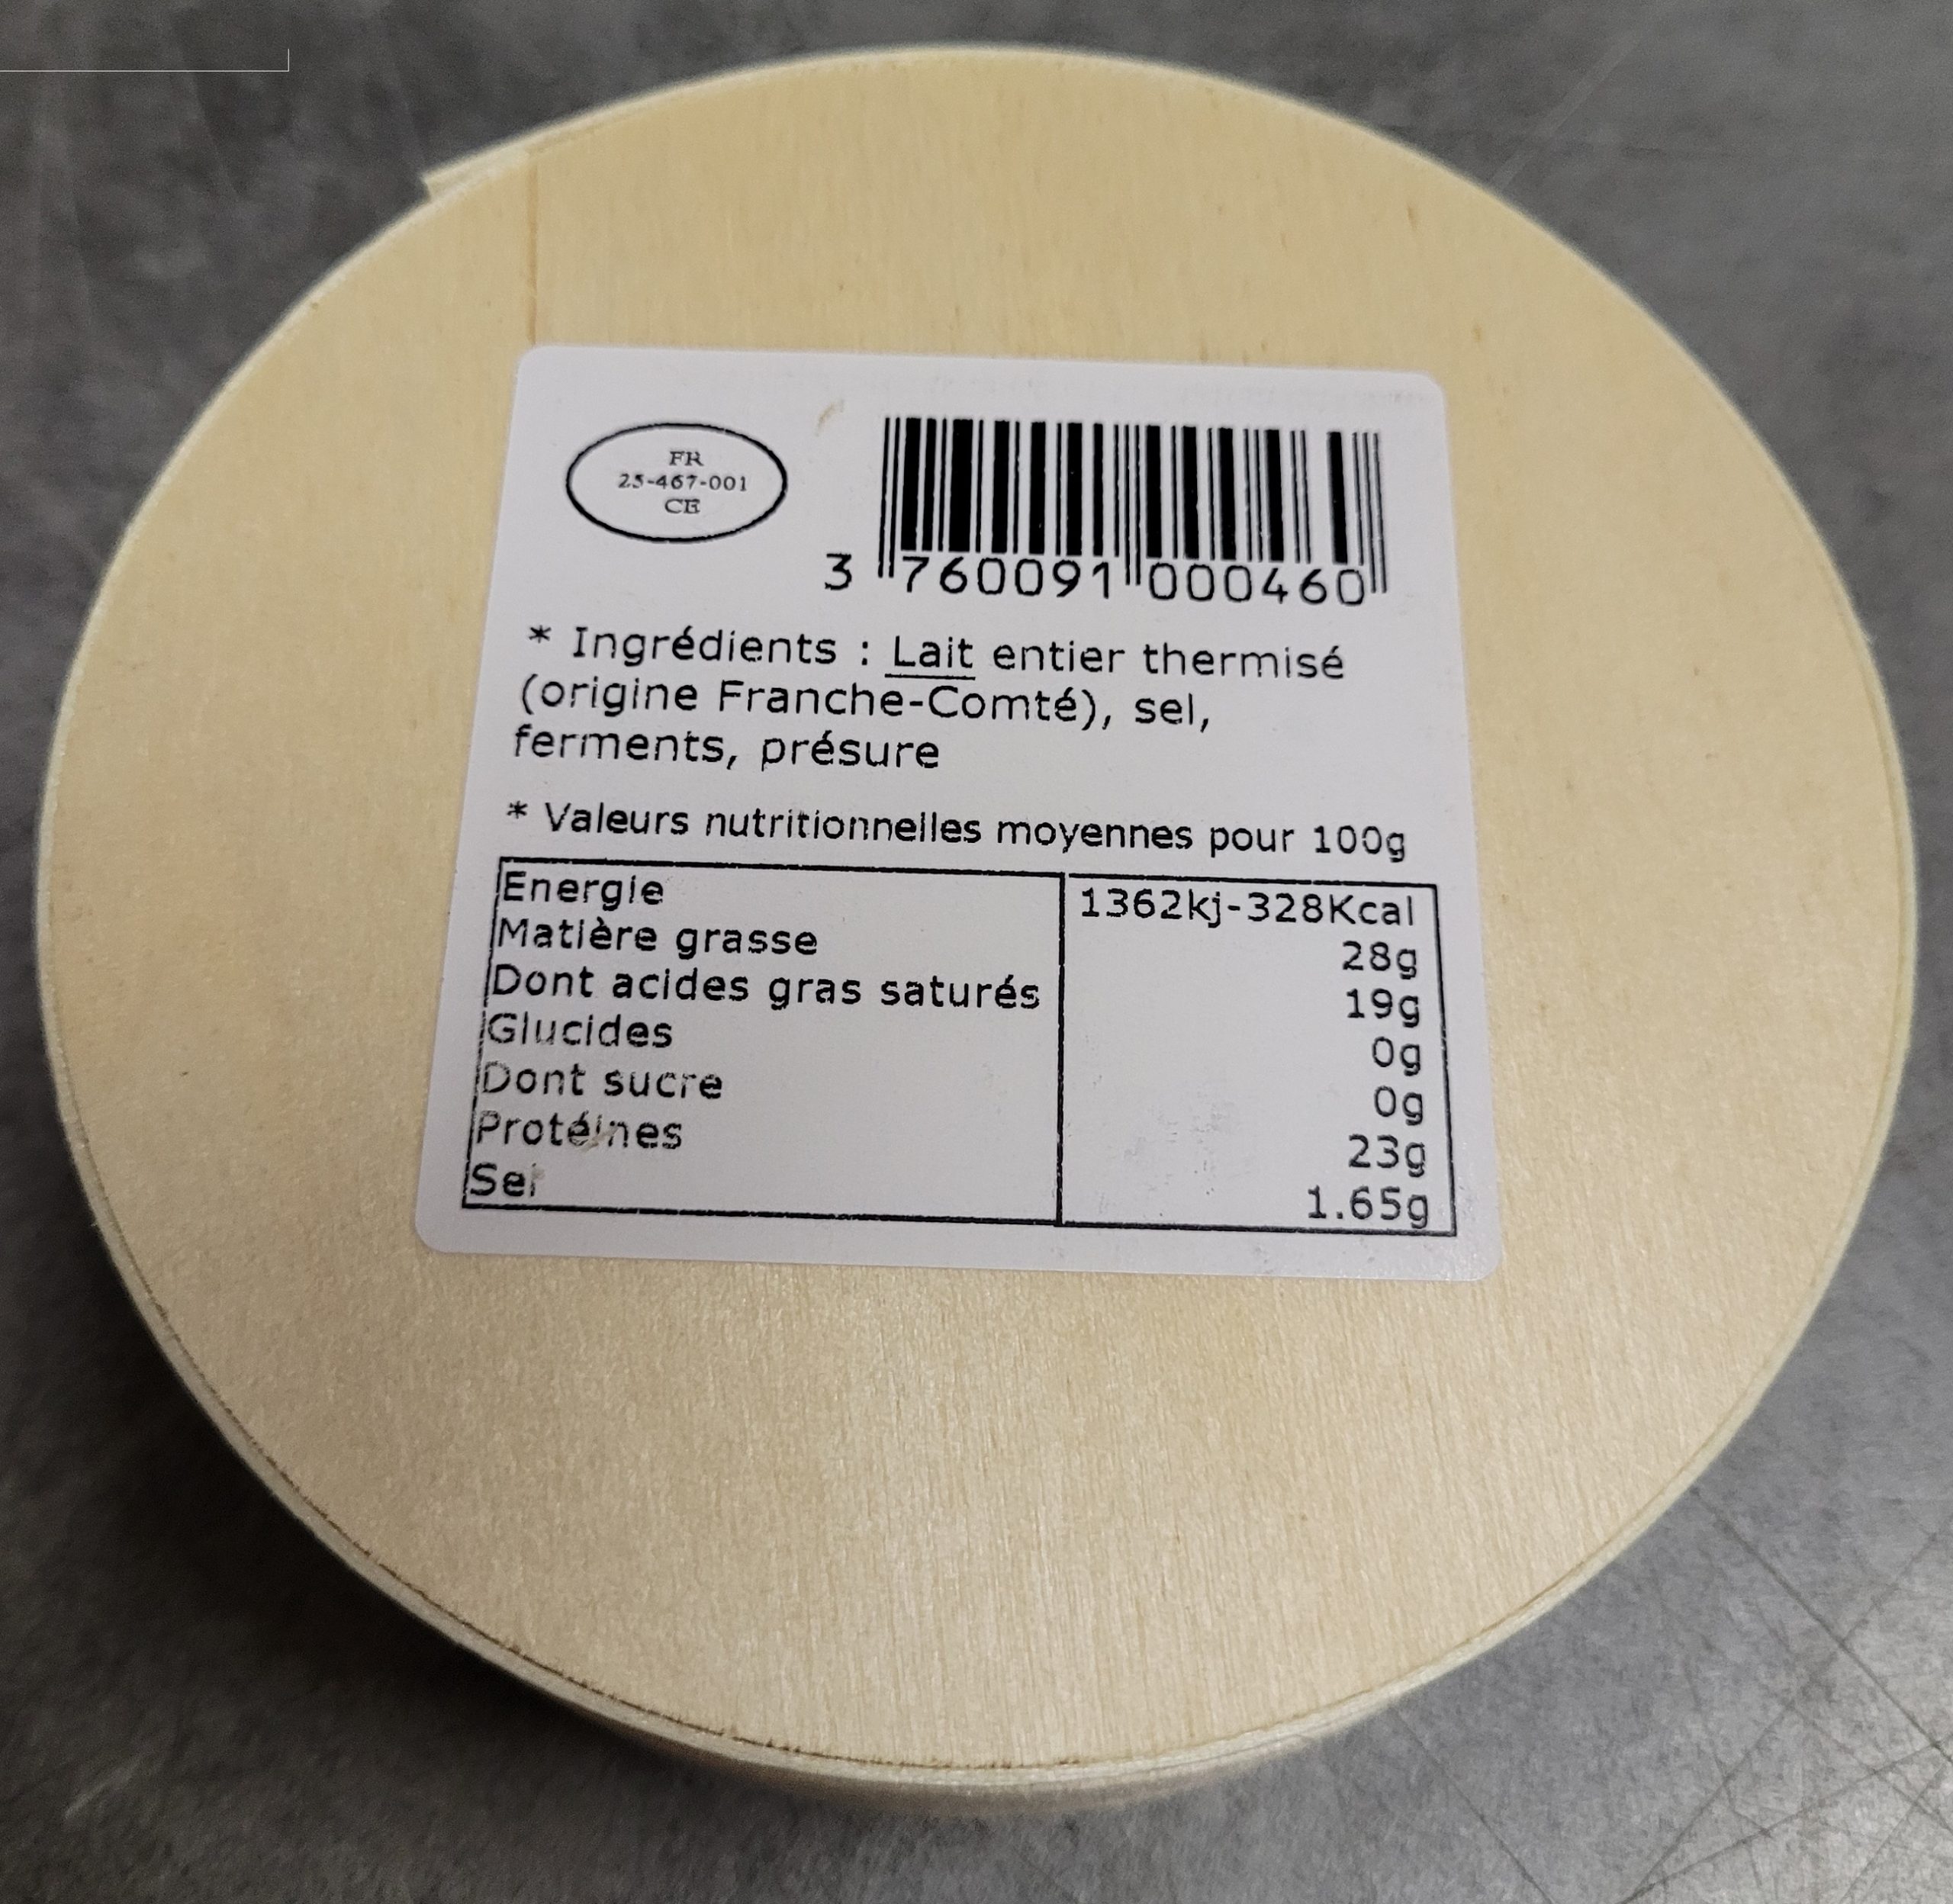 FR
25-467-001
CE
3 760091 000460
* Ingrédients : Lait entier thermisé
(origine Franche-Comté), sel,
ferments, présure
* Valeurs nutritionnelles moyennes pour 100g
Energie 1362kj-328Kcal
Matière grasse 28g
Dont acides gras saturés 19g
Glucides 0g
Dont sucre 0g
Protéines 23g
Sel 1.65g